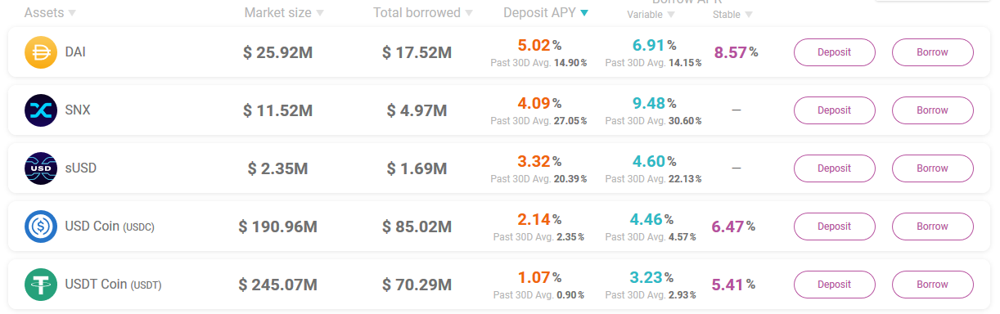 Borrow APR
Assets Market size Total borrowed Deposit APY Variable Stable
DAI $ 25.92M $ 17.52M 5.02 % 6.91 % 8.57 % Deposit Borrow
Past 30D Avg. 14.90% Past 30D Avg. 14.15%
SNX $ 11.52M $ 4.97M 4.09 % 9.48 % — Deposit Borrow
Past 30D Avg. 27.05% Past 30D Avg. 30.60%
USD sUSD $ 2.35M $ 1.69M 3.32 % 4.60 % — Deposit Borrow
Past 30D Avg. 20.39% Past 30D Avg. 22.13%
USD Coin (USDC) $ 190.96M $ 85.02M 2.14 % 4.46 % 6.47 % Deposit Borrow
Past 30D Avg. 2.35% Past 30D Avg. 4.57%
USDT Coin (USDT) $ 245.07M $ 70.29M 1.07 % 3.23 % 5.41 % Deposit Borrow
Past 30D Avg. 0.90% Past 30D Avg. 2.93%